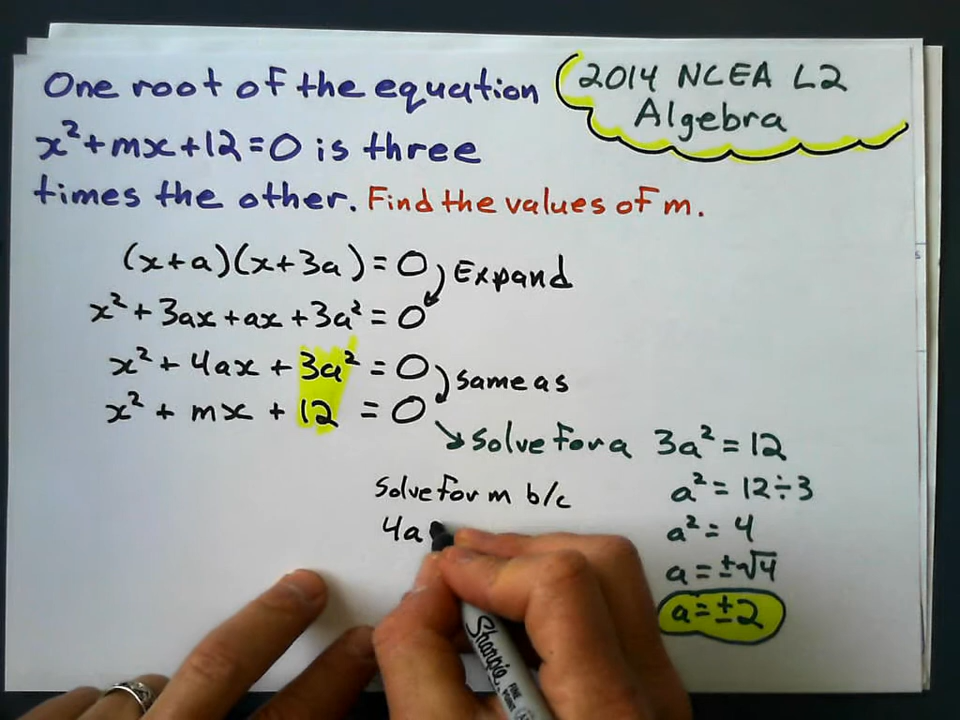 One root of the equation
x²+mx+12=0 is three
times the other. Find the values of m.
2014 NCEA L2
Algebra
(x+a)(x+3a)=0
Expand
x²+3ax+ax+3a²=0
x²+4ax+3a²=0
same as
x²+mx+12=0
Solve for a 3a²=12
a²=12÷3
a²=4
a=±√4
a=±2
Solve for m b/c
4a
Sharpie
FINE
POINT